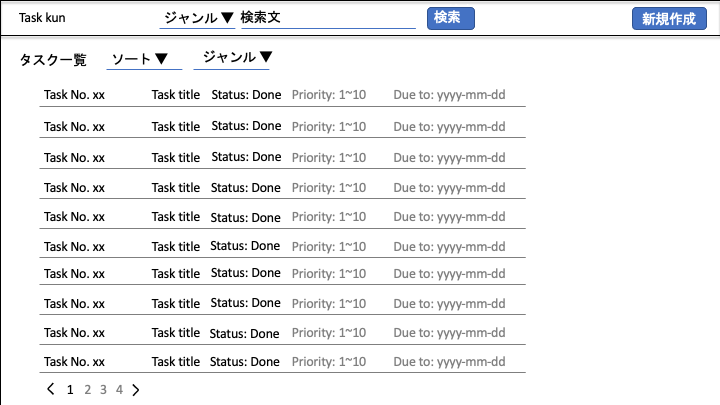 Task kun ジャンル ▼ 検索文 検索 新規作成
タスク一覧 ソート ▼ ジャンル ▼
Task No. xx Task title Status: Done Priority: 1~10 Due to: yyyy-mm-dd
Task No. xx Task title Status: Done Priority: 1~10 Due to: yyyy-mm-dd
Task No. xx Task title Status: Done Priority: 1~10 Due to: yyyy-mm-dd
Task No. xx Task title Status: Done Priority: 1~10 Due to: yyyy-mm-dd
Task No. xx Task title Status: Done Priority: 1~10 Due to: yyyy-mm-dd
Task No. xx Task title Status: Done Priority: 1~10 Due to: yyyy-mm-dd
Task No. xx Task title Status: Done Priority: 1~10 Due to: yyyy-mm-dd
Task No. xx Task title Status: Done Priority: 1~10 Due to: yyyy-mm-dd
Task No. xx Task title Status: Done Priority: 1~10 Due to: yyyy-mm-dd
Task No. xx Task title Status: Done Priority: 1~10 Due to: yyyy-mm-dd
< 1 2 3 4 >